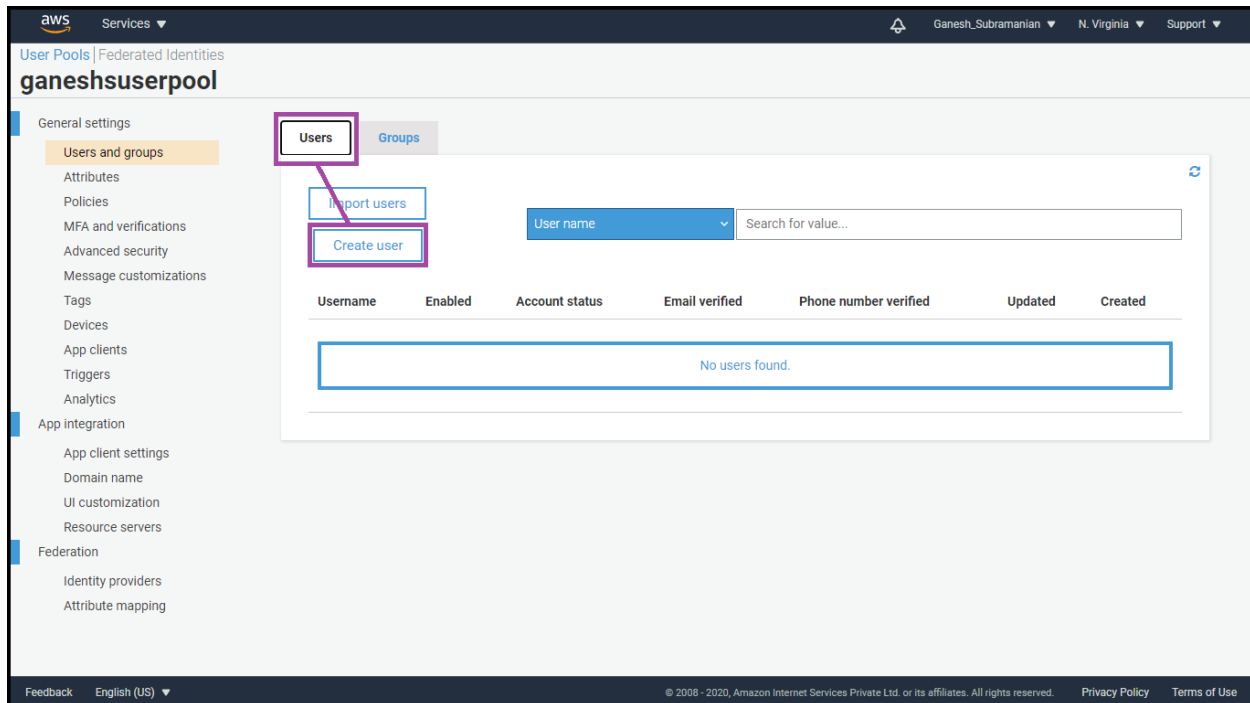 aws Services Ganesh_Subramanian N. Virginia Support
User Pools Federated Identities
ganeshsuserpool
General settings
Users and groups
Attributes
Policies
MFA and verifications
Advanced security
Message customizations
Tags
Devices
App clients
Triggers
Analytics
App integration
App client settings
Domain name
UI customization
Resource servers
Federation
Identity providers
Attribute mapping
Users Groups
Import users
Create user
User name Search for value...
Username Enabled Account status Email verified Phone number verified Updated Created
No users found.
Feedback English (US) © 2008 - 2020, Amazon Internet Services Private Ltd. or its affiliates. All rights reserved. Privacy Policy Terms of Use